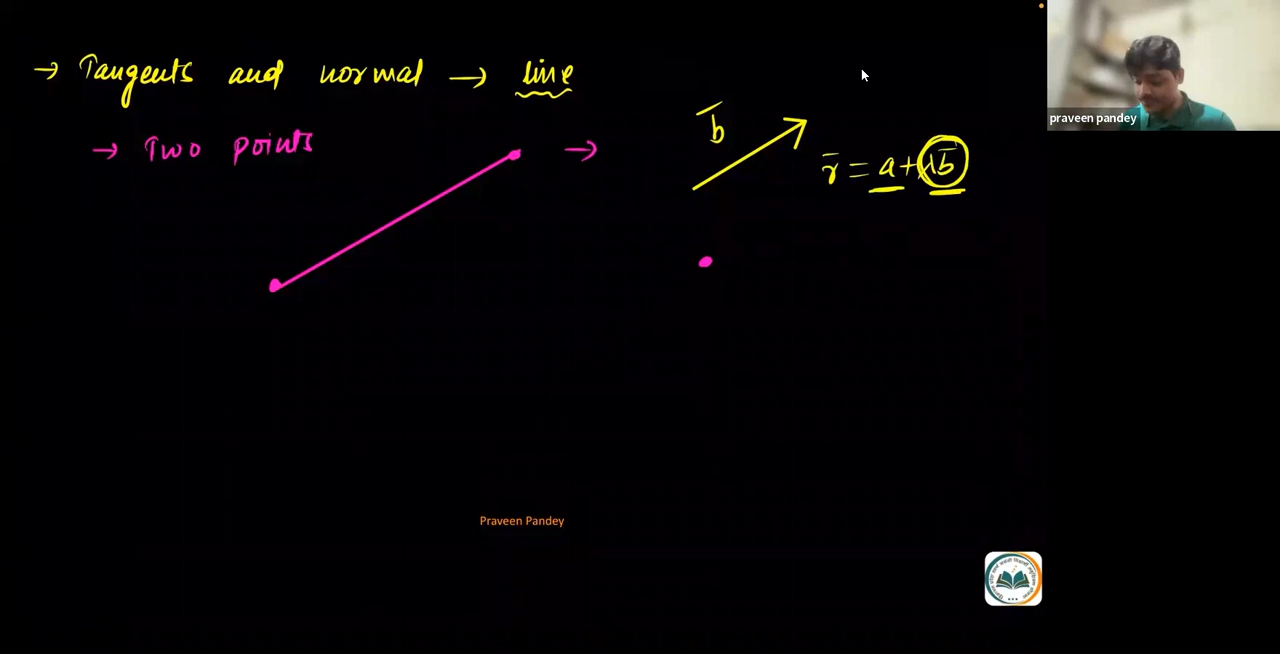 → Tangents and normal → line
→ Two points →
b̅
r̅ = a + λb̅
praveen pandey
Praveen Pandey